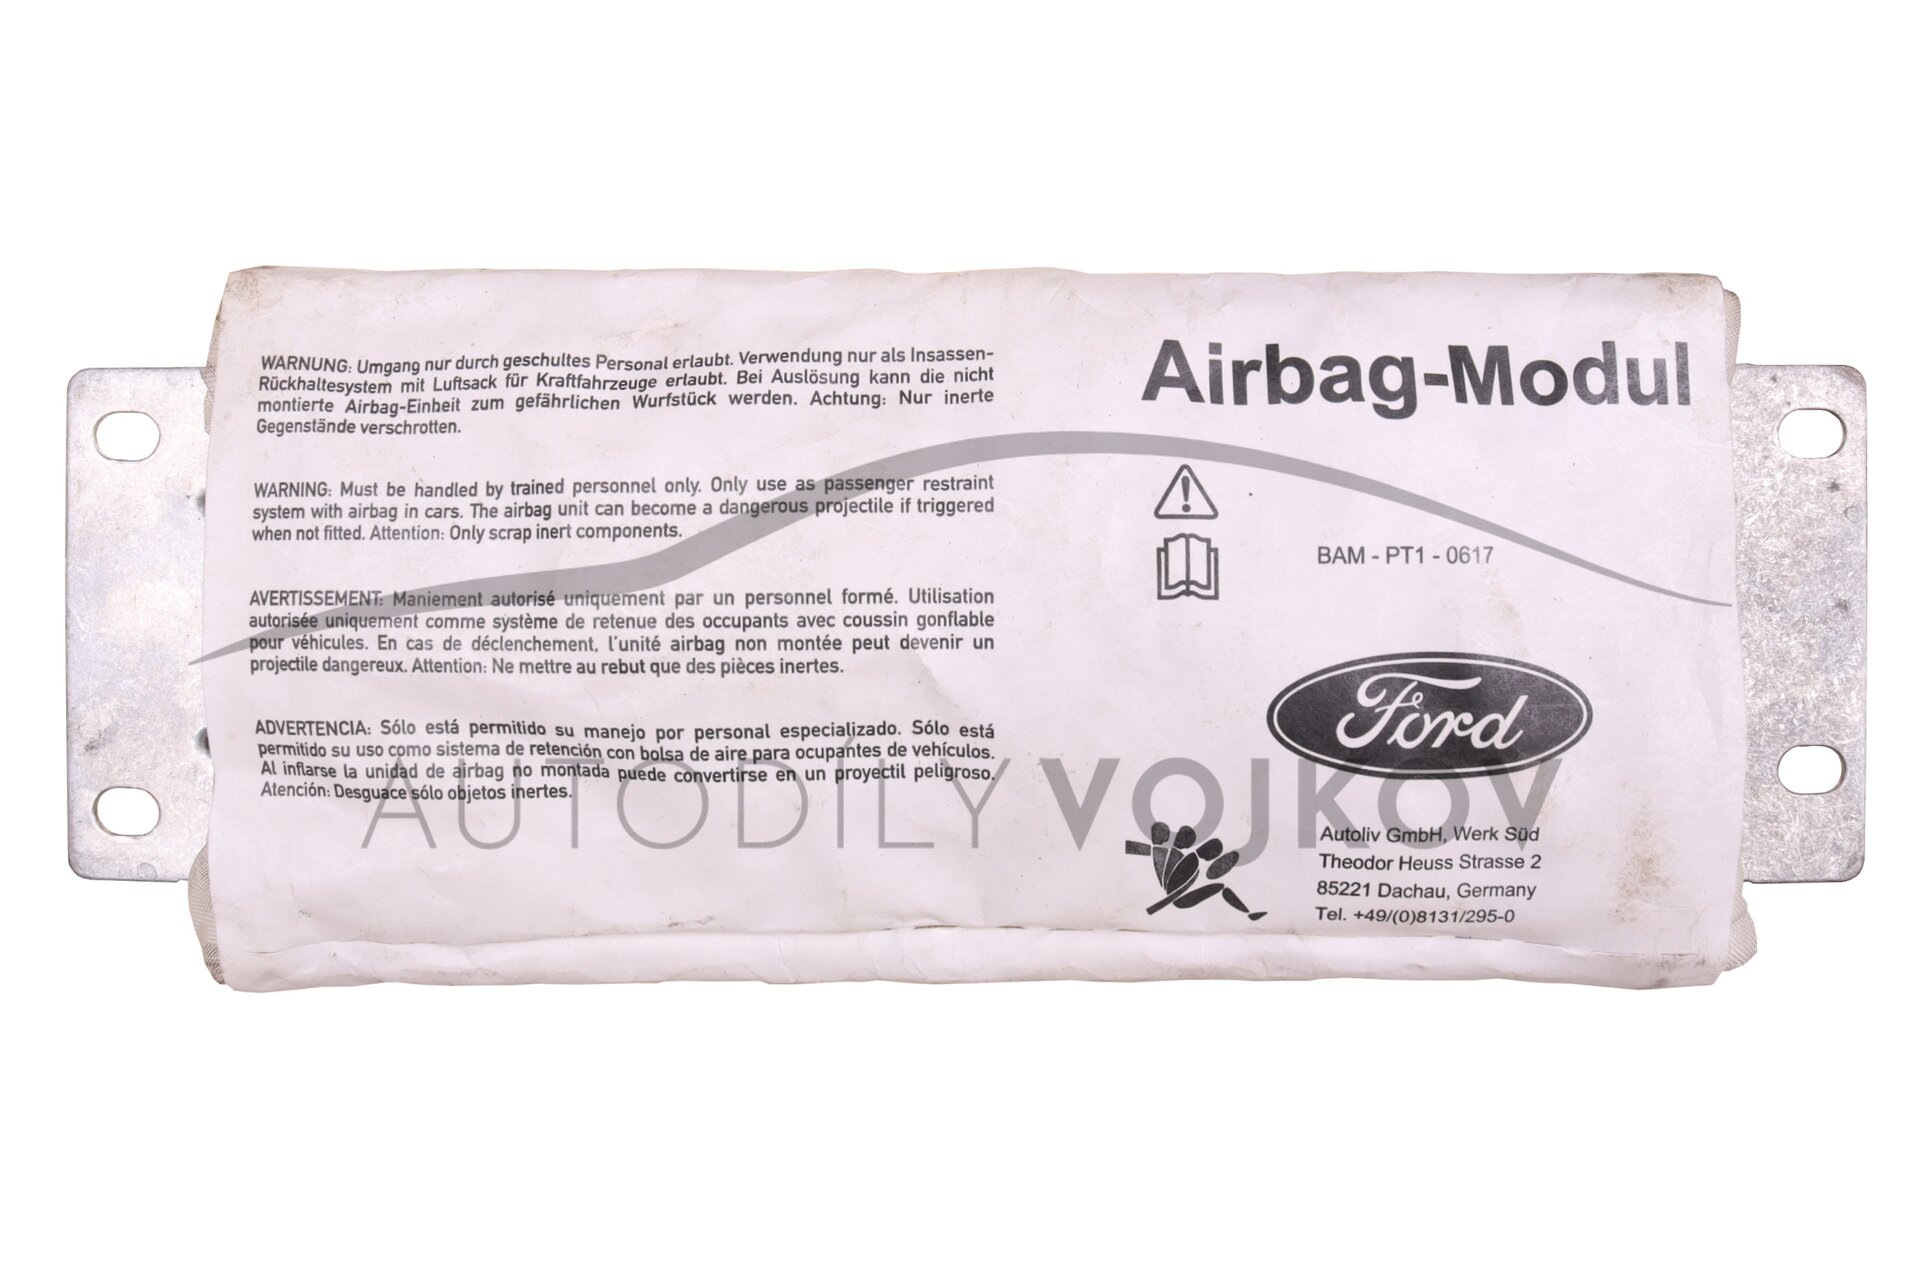 WARNUNG: Umgang nur durch geschultes Personal erlaubt. Verwendung nur als Insassen-
Rückhaltesystem mit Luftsack für Kraftfahrzeuge erlaubt. Bei Auslösung kann die nicht
montierte Airbag-Einheit zum gefährlichen Wurfstück werden. Achtung: Nur inerte
Gegenstände verschrotten.
WARNING: Must be handled by trained personnel only. Only use as passenger restraint
system with airbag in cars. The airbag unit can become a dangerous projectile if triggered
when not fitted. Attention: Only scrap inert components.
AVERTISSEMENT: Maniement autorisé uniquement par un personnel formé. Utilisation
autorisée uniquement comme système de retenue des occupants avec coussin gonflable
pour véhicules. En cas de déclenchement, l'unité airbag non montée peut devenir un
projectile dangereux. Attention: Ne mettre au rebut que des pièces inertes.
ADVERTENCIA: Sólo está permitido su manejo por personal especializado. Sólo está
permitido su uso como sistema de retención con bolsa de aire para ocupantes de vehículos.
Al inflarse la unidad de airbag no montada puede convertirse en un proyectil peligroso.
Atención: Desguace sólo objetos inertes.
Airbag-Modul
BAM - PT1 - 0617
Ford
Autoliv GmbH, Werk Süd
Theodor Heuss Strasse 2
85221 Dachau, Germany
Tel. +49/(0)8131/295-0
AUTODÍLY VOJKOV